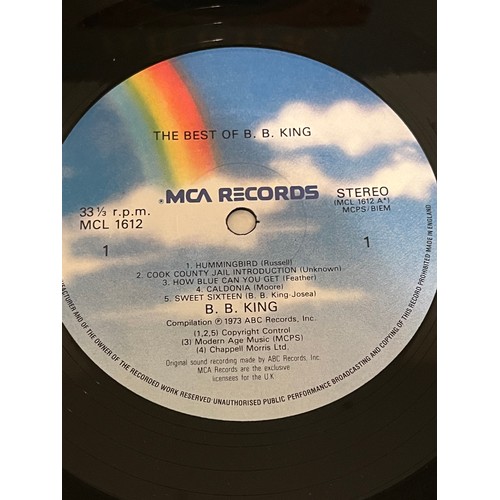 THE BEST OF B. B. KING
MCA RECORDS
33⅓ r.p.m.
MCL 1612
STEREO
(MCL 1612 A*)
MCPS/BIEM
1
1
1. HUMMINGBIRD (Russell)
2. COOK COUNTY JAIL INTRODUCTION (Unknown)
3. HOW BLUE CAN YOU GET (Feather)
4. CALDONIA (Moore)
5. SWEET SIXTEEN (B. B. King-Josea)
B. B. KING
Compilation ℗ 1973 ABC Records, Inc.
(1,2,5) Copyright Control
(3) Modern Age Music (MCPS)
(4) Chappell Morris Ltd.
Original sound recording made by ABC Records, Inc.
MCA Records are the exclusive
licensees for the U.K.
MANUFACTURER AND OF THE OWNER OF THE RECORDED WORK RESERVED UNAUTHORISED PUBLIC PERFORMANCE BROADCASTING AND COPYING OF THIS RECORD PROHIBITED MADE IN ENGLAND